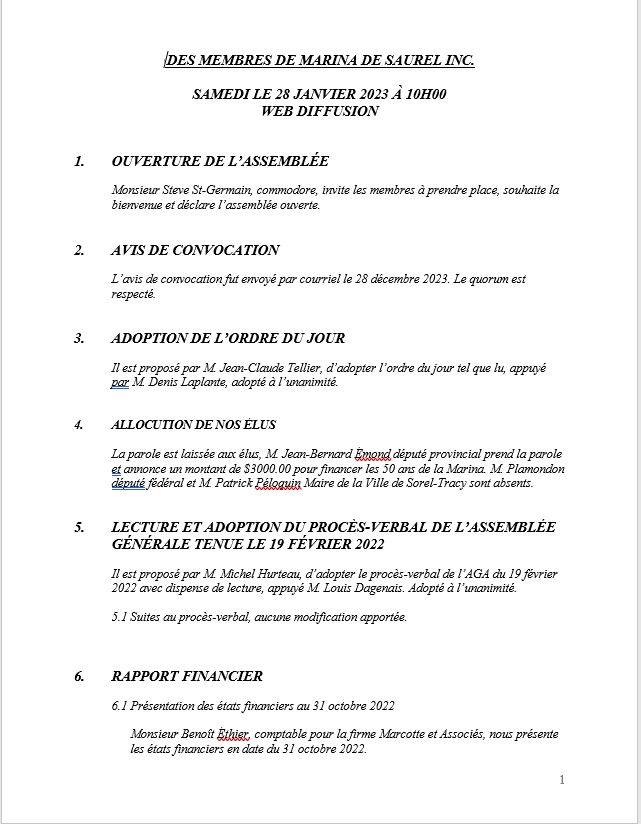 DES MEMBRES DE MARINA DE SAUREL INC.
SAMEDI LE 28 JANVIER 2023 À 10H00
WEB DIFFUSION
1. OUVERTURE DE L’ASSEMBLÉE
Monsieur Steve St-Germain, commodore, invite les membres à prendre place, souhaite la
bienvenue et déclare l’assemblée ouverte.
2. AVIS DE CONVOCATION
L’avis de convocation fut envoyé par courriel le 28 décembre 2023. Le quorum est
respecté.
3. ADOPTION DE L’ORDRE DU JOUR
Il est proposé par M. Jean-Claude Tellier, d’adopter l’ordre du jour tel que lu, appuyé
par M. Denis Laplante, adopté à l’unanimité.
4. ALLOCUTION DE NOS ÉLUS
La parole est laissée aux élus, M. Jean-Bernard Émond député provincial prend la parole
et annonce un montant de $3000.00 pour financer les 50 ans de la Marina. M. Plamondon
député fédéral et M. Patrick Péloquin Maire de la Ville de Sorel-Tracy sont absents.
5. LECTURE ET ADOPTION DU PROCÈS-VERBAL DE L’ASSEMBLÉE
GÉNÉRALE TENUE LE 19 FÉVRIER 2022
Il est proposé par M. Michel Hurteau, d’adopter le procès-verbal de l’AGA du 19 février
2022 avec dispense de lecture, appuyé M. Louis Dagenais. Adopté à l’unanimité.
5.1 Suites au procès-verbal, aucune modification apportée.
6. RAPPORT FINANCIER
6.1 Présentation des états financiers au 31 octobre 2022
Monsieur Benoît Éthier, comptable pour la firme Marcotte et Associés, nous présente
les états financiers en date du 31 octobre 2022.
1